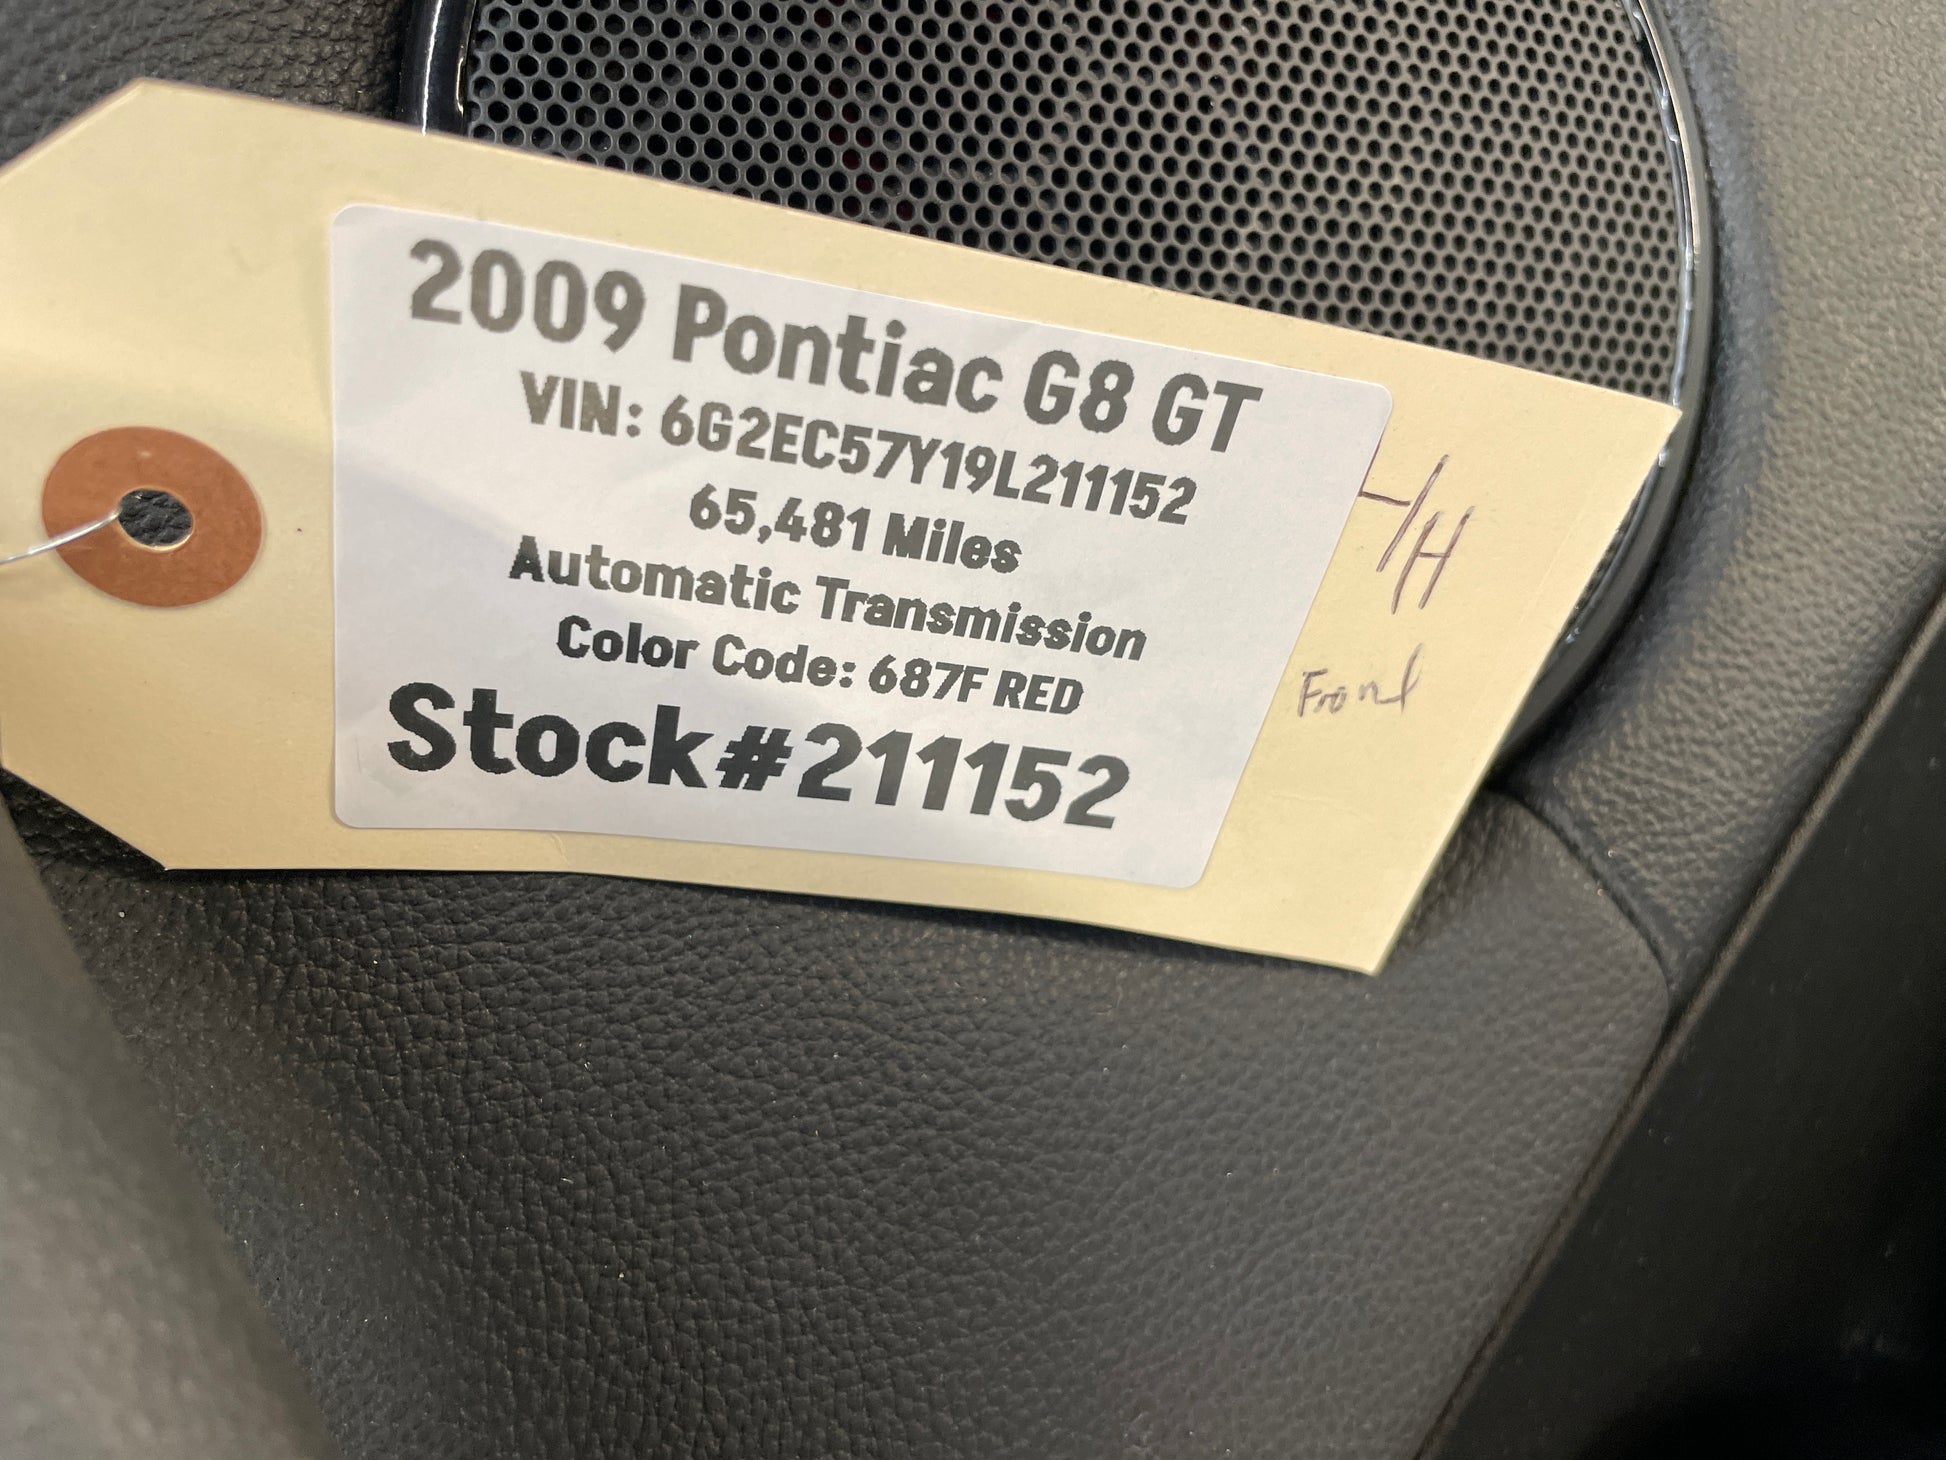 2009 Pontiac G8 GT
VIN: 6G2EC57Y19L211152
65,481 Miles
Automatic Transmission
Color Code: 687F RED
Stock#211152
Front